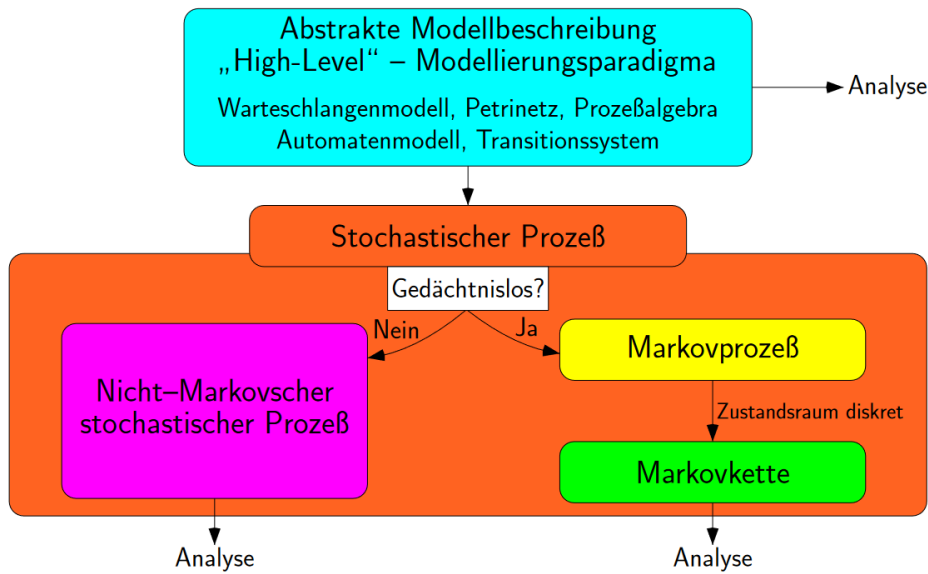 Abstrakte Modellbeschreibung
„High-Level“ – Modellierungsparadigma
Warteschlangenmodell, Petrinetz, Prozeßalgebra
Automatenmodell, Transitionssystem
Analyse
Stochastischer Prozeß
Gedächtnislos?
Nein
Ja
Nicht–Markovscher
stochastischer Prozeß
Markovprozeß
Zustandsraum diskret
Markovkette
Analyse
Analyse